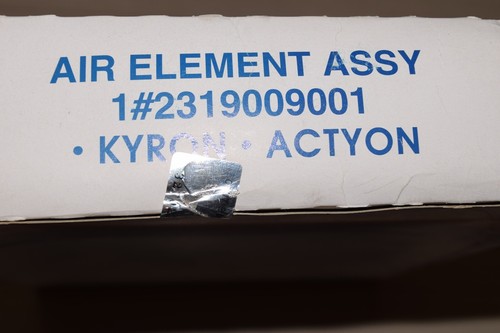 AIR ELEMENT ASSY
1#2319009001
• KYRON • ACTYON